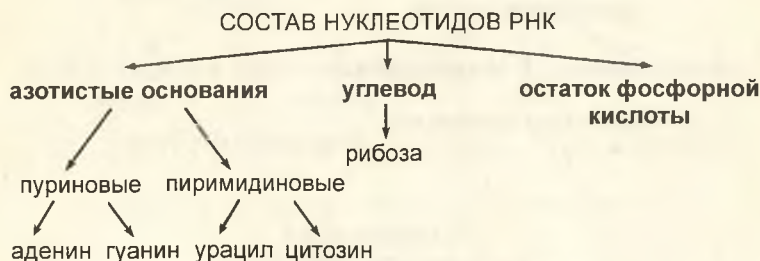 СОСТАВ НУКЛЕОТИДОВ РНК
азотистые основания углевод остаток фосфорной
кислоты
рибоза
пуриновые пиримидиновые
аденин гуанин урацил цитозин